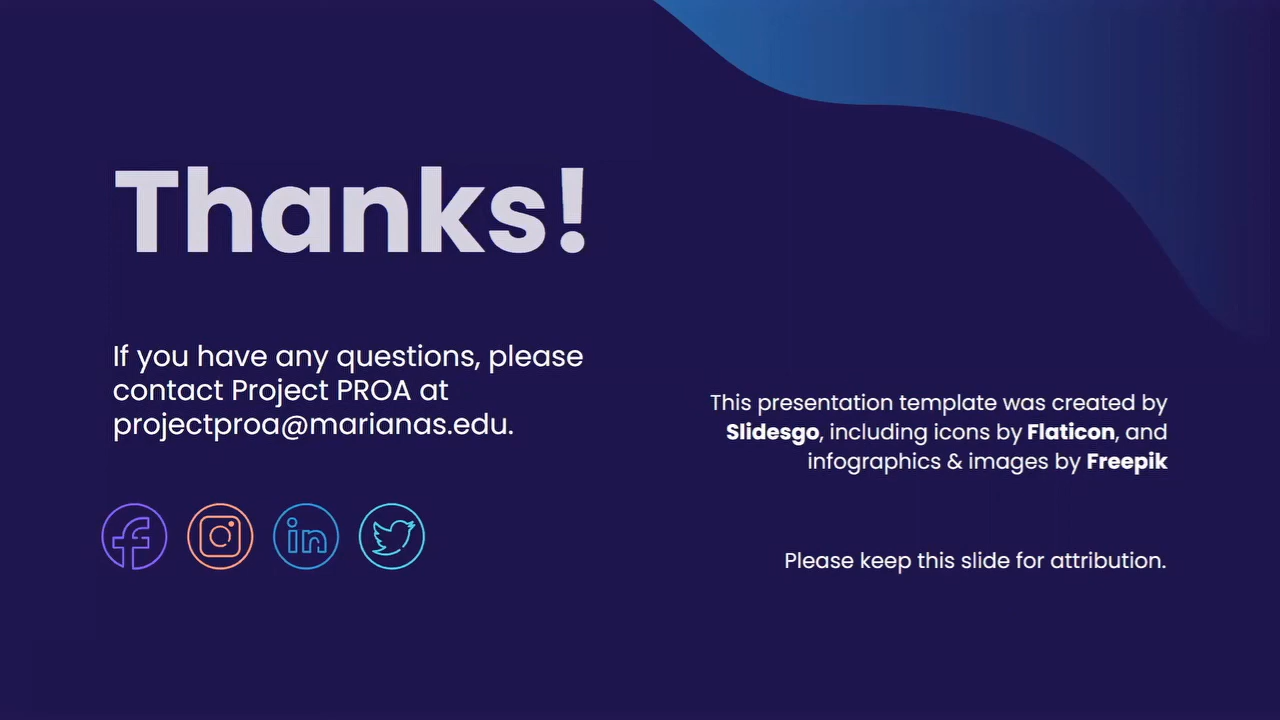 Thanks!
If you have any questions, please
contact Project PROA at
projectproa@marianas.edu.
This presentation template was created by
Slidesgo, including icons by Flaticon, and
infographics & images by Freepik
Please keep this slide for attribution.